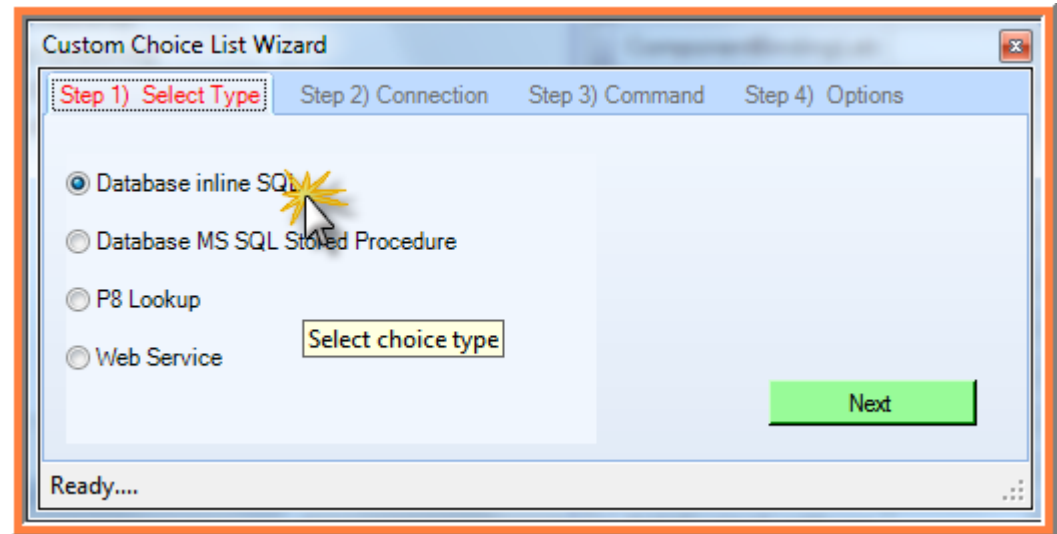 Custom Choice List Wizard
Step 1) Select Type Step 2) Connection Step 3) Command Step 4) Options
Database inline SQL
Database MS SQL Stored Procedure
P8 Lookup
Select choice type
Web Service
Next
Ready....